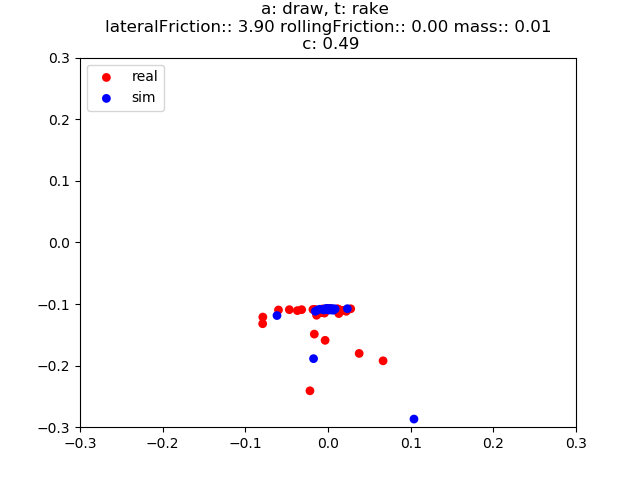 a: draw, t: rake
lateralFriction:: 3.90 rollingFriction:: 0.00 mass:: 0.01
c: 0.49
real
sim
0.3
0.2
0.1
0.0
−0.1
−0.2
−0.3
−0.3 −0.2 −0.1 0.0 0.1 0.2 0.3